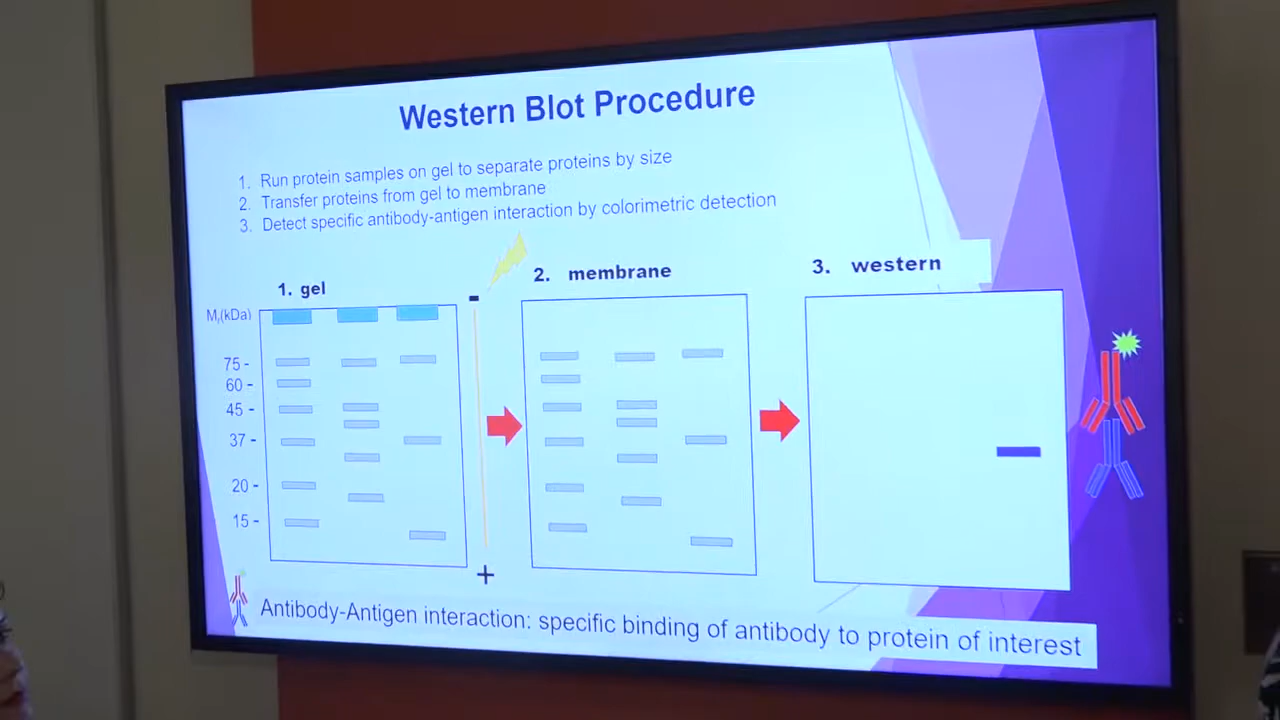 Western Blot Procedure
1. Run protein samples on gel to separate proteins by size
2. Transfer proteins from gel to membrane
3. Detect specific antibody-antigen interaction by colorimetric detection
1. gel
2. membrane
3. western
Mr(kDa)
-
75 -
60 -
45 -
37 -
20 -
15 -
+
Antibody-Antigen interaction: specific binding of antibody to protein of interest